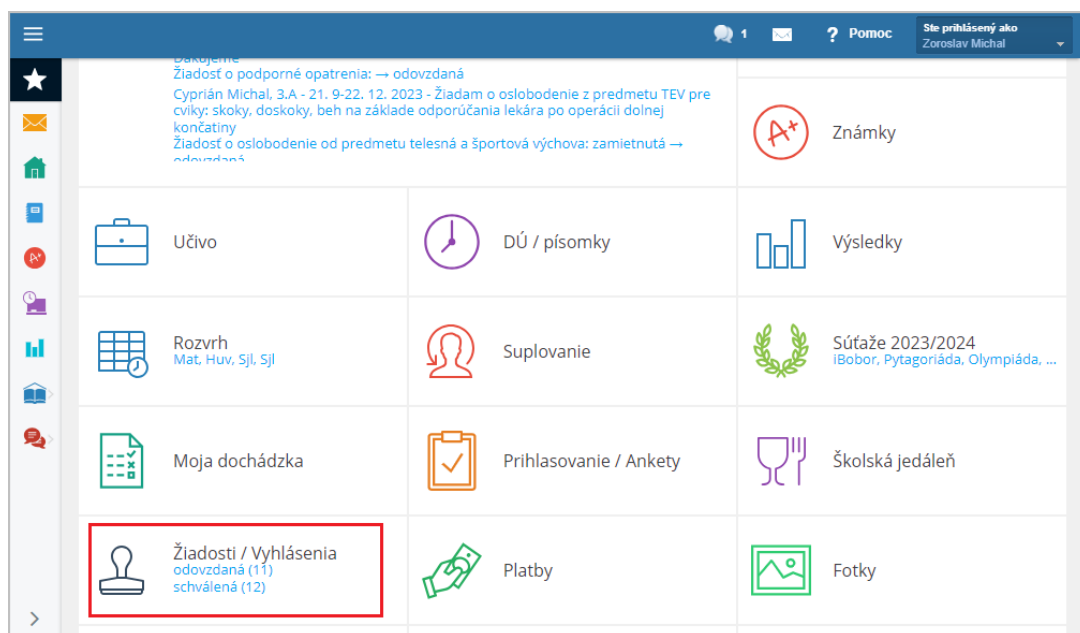 1
? Pomoc
Ste prihlásený ako
Zoroslav Michal
Ďakujeme
Žiadosť o podporné opatrenia: → odovzdaná
Cyprián Michal, 3.A - 21. 9-22. 12. 2023 - Žiadam o oslobodenie z predmetu TEV pre
cviky: skoky, doskoky, beh na základe odporúčania lekára po operácii dolnej
končatiny
Žiadosť o oslobodenie od predmetu telesná a športová výchova: zamietnutá →
odovzdaná
A+
Známky
Učivo
DÚ / písomky
Výsledky
Rozvrh
Mat, Huv, Sjl, Sjl
Suplovanie
Súťaže 2023/2024
iBobor, Pytagoriáda, Olympiáda, ...
Moja dochádzka
Prihlasovanie / Ankety
Školská jedáleň
Žiadosti / Vyhlásenia
odovzdaná (11)
schválená (12)
Platby
Fotky